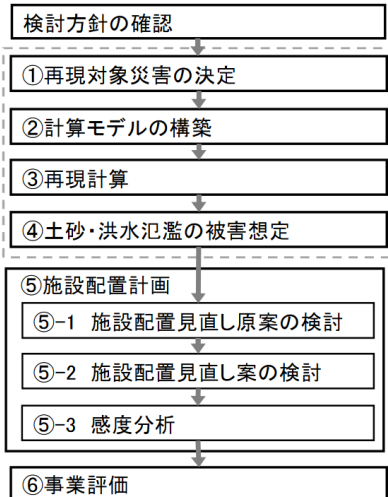 検討方針の確認
①再現対象災害の決定
②計算モデルの構築
③再現計算
④土砂・洪水氾濫の被害想定
⑤施設配置計画
⑤-1 施設配置見直し原案の検討
⑤-2 施設配置見直し案の検討
⑤-3 感度分析
⑥事業評価